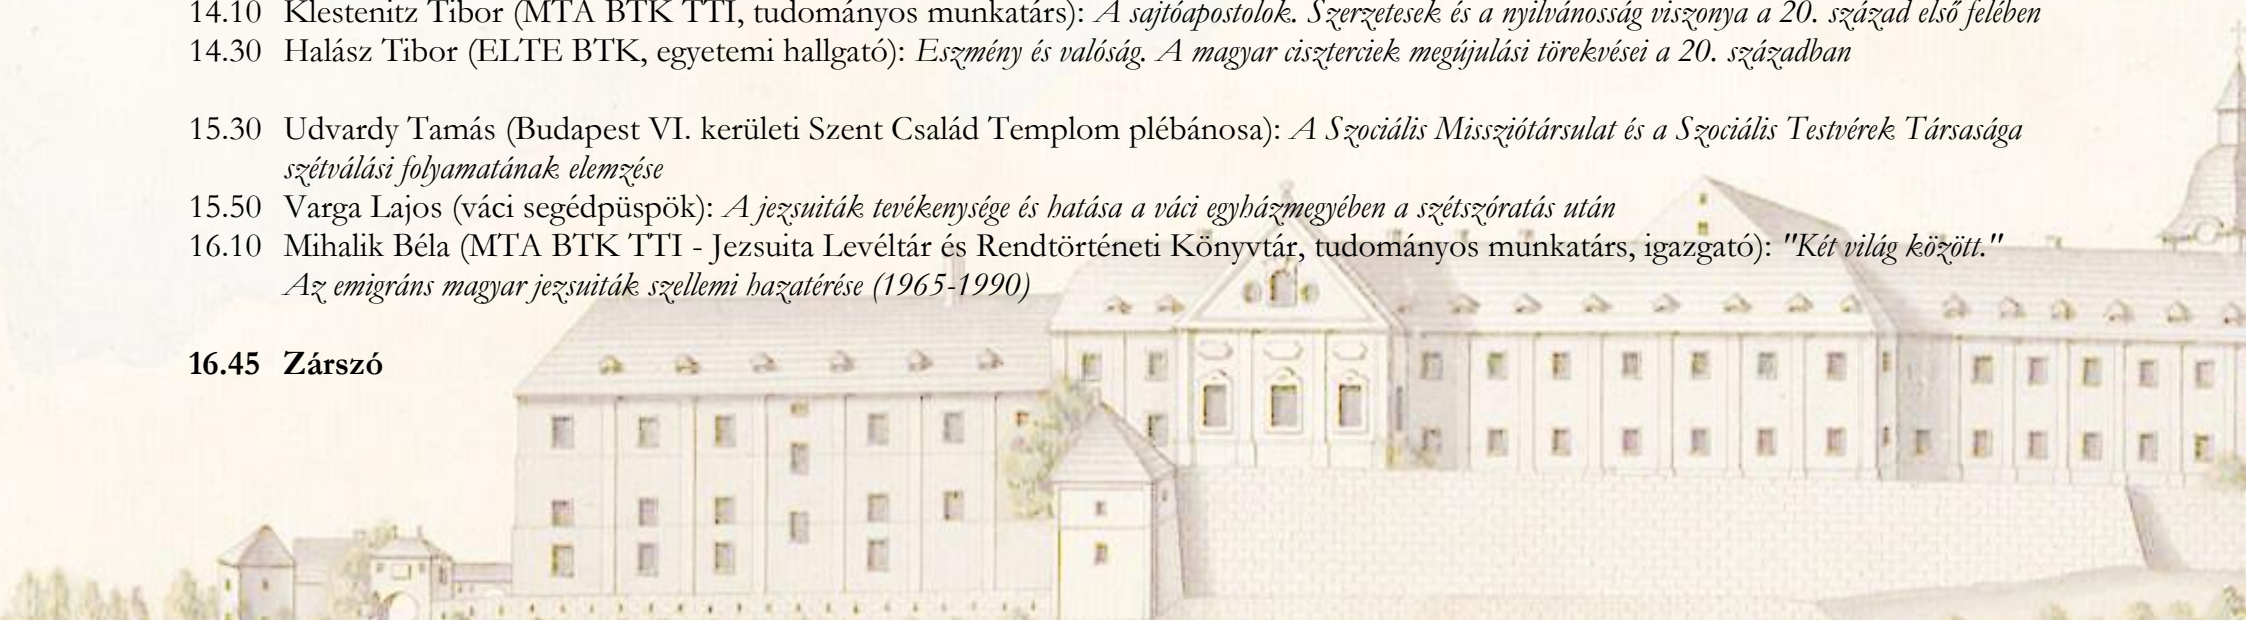 14.10 Klestenitz Tibor (MTA BTK TTI, tudományos munkatárs): A sajtóapostolok. Szerzetesek és a nyilvánosság viszonya a 20. század első felében
14.30 Halász Tibor (ELTE BTK, egyetemi hallgató): Eszmény és valóság. A magyar ciszterciek megújulási törekvései a 20. században
15.30 Udvardy Tamás (Budapest VI. kerületi Szent Család Templom plébánosa): A Szociális Missziótársulat és a Szociális Testvérek Társasága
szétválási folyamatának elemzése
15.50 Varga Lajos (váci segédpüspök): A jezsuiták tevékenysége és hatása a váci egyházmegyében a szétszóratás után
16.10 Mihalik Béla (MTA BTK TTI - Jezsuita Levéltár és Rendtörténeti Könyvtár, tudományos munkatárs, igazgató): "Két világ között."
Az emigráns magyar jezsuiták szellemi hazatérése (1965-1990)
16.45 Zárszó